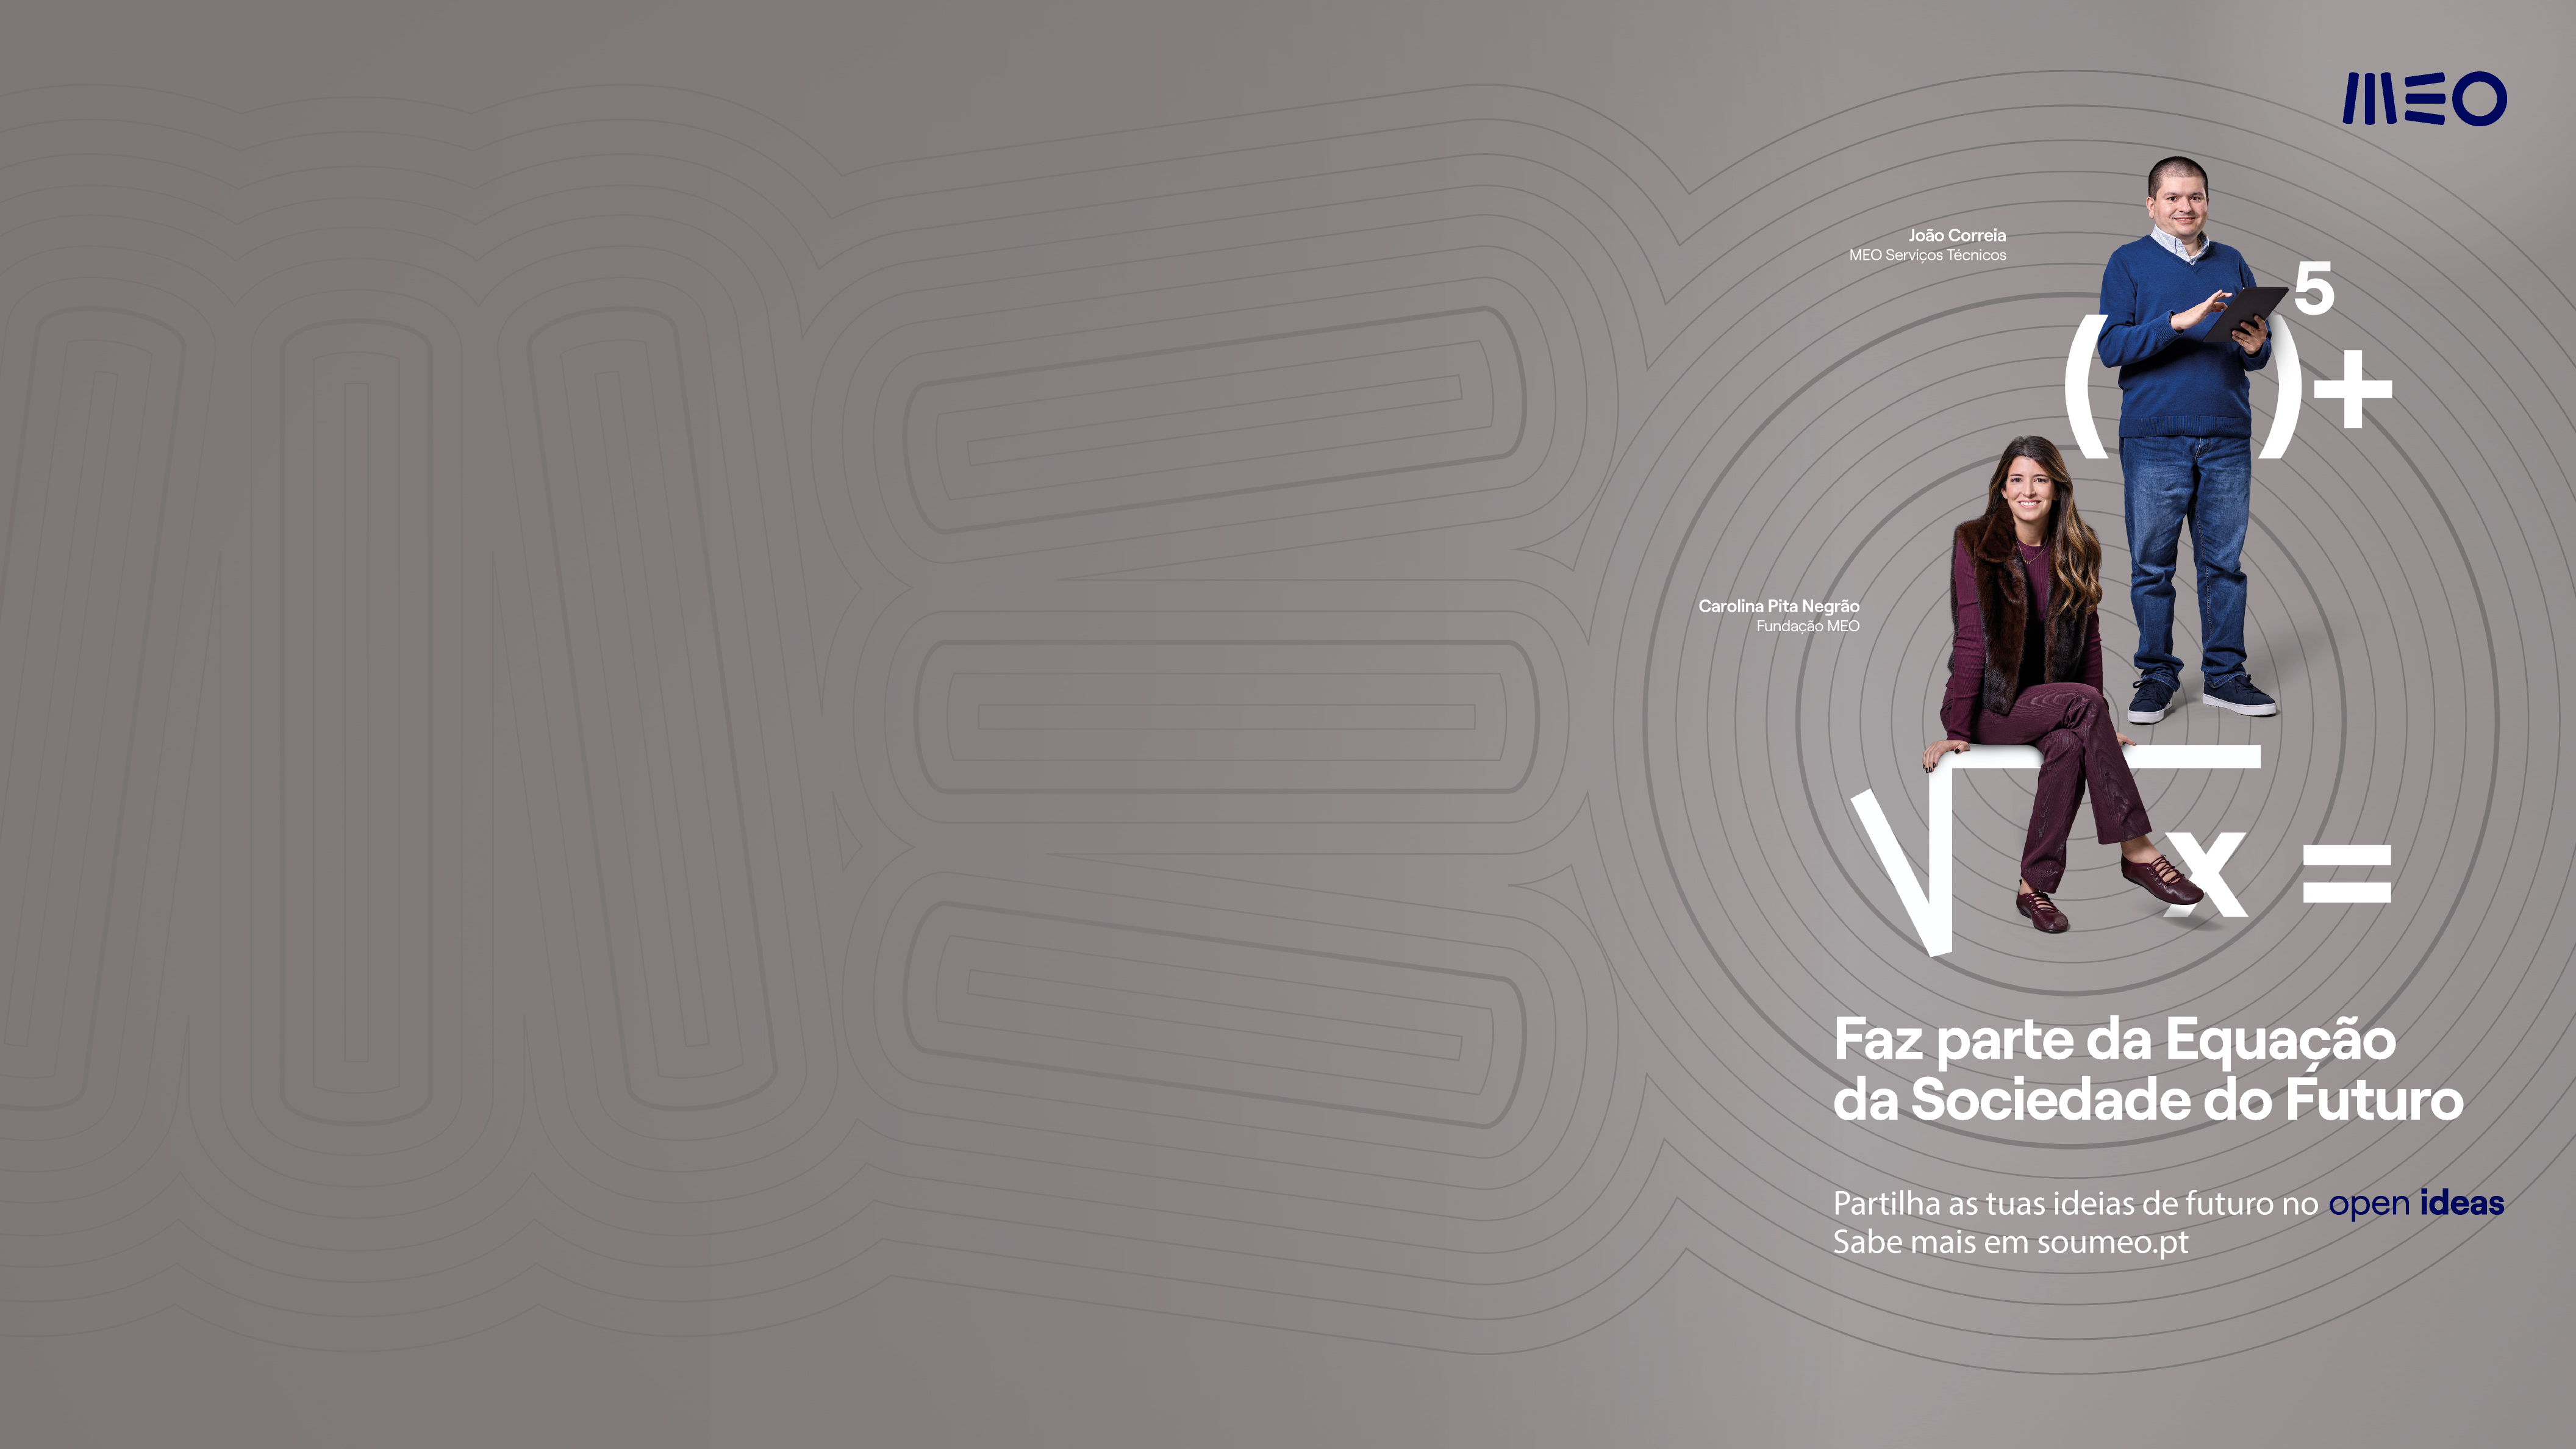 MEO
João Correia
MEO Serviços Técnicos
( )⁵ +
Carolina Pita Negrão
Fundação MEO
√x =
Faz parte da Equação
da Sociedade do Futuro
Partilha as tuas ideias de futuro no open ideas
Sabe mais em soumeo.pt